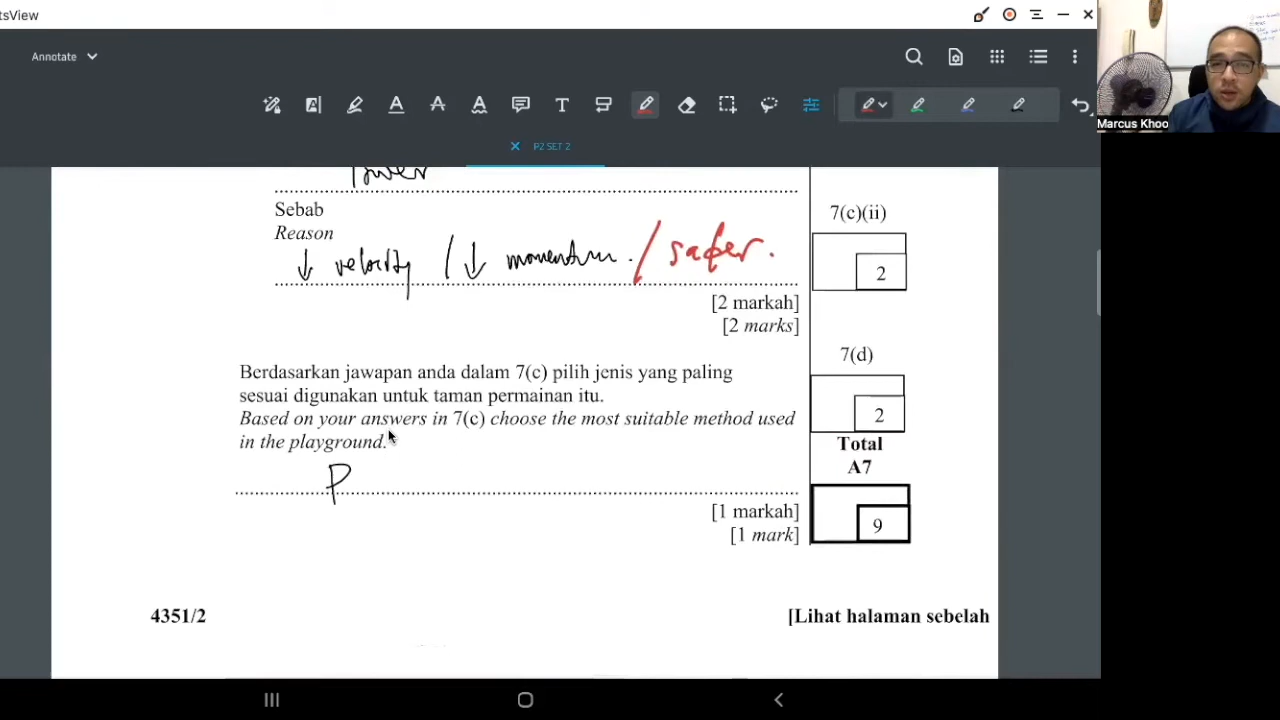 tsView
Annotate
P2 SET 2
Marcus Khoo
Sebab
Reason
7(c)(ii)
↓ velocity / ↓ momentum. / safer.
2
[2 markah]
[2 marks]
7(d)
Berdasarkan jawapan anda dalam 7(c) pilih jenis yang paling
sesuai digunakan untuk taman permainan itu.
Based on your answers in 7(c) choose the most suitable method used
in the playground.
2
Total
A7
P
[1 markah]
[1 mark]
9
4351/2
[Lihat halaman sebelah